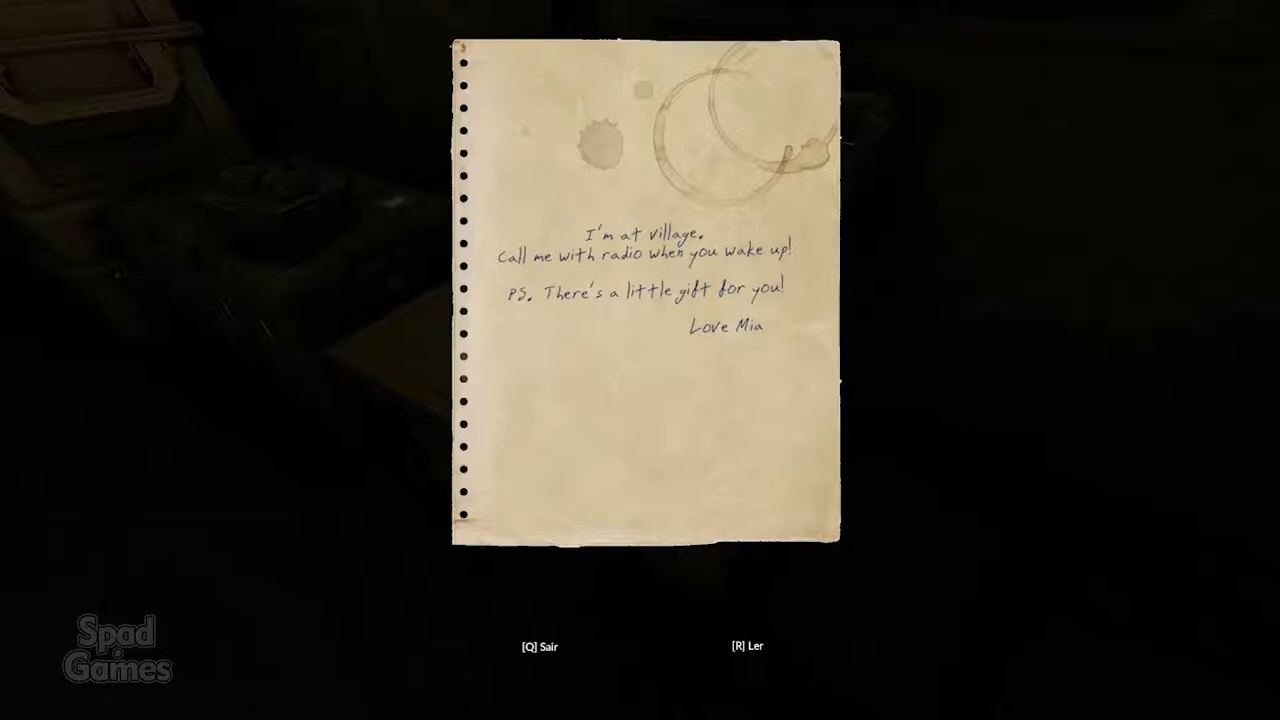 I'm at village.
Call me with radio when you wake up!
PS. There's a little gift for you!
Love Mia
[Q] Sair
[R] Ler
Spad
Games